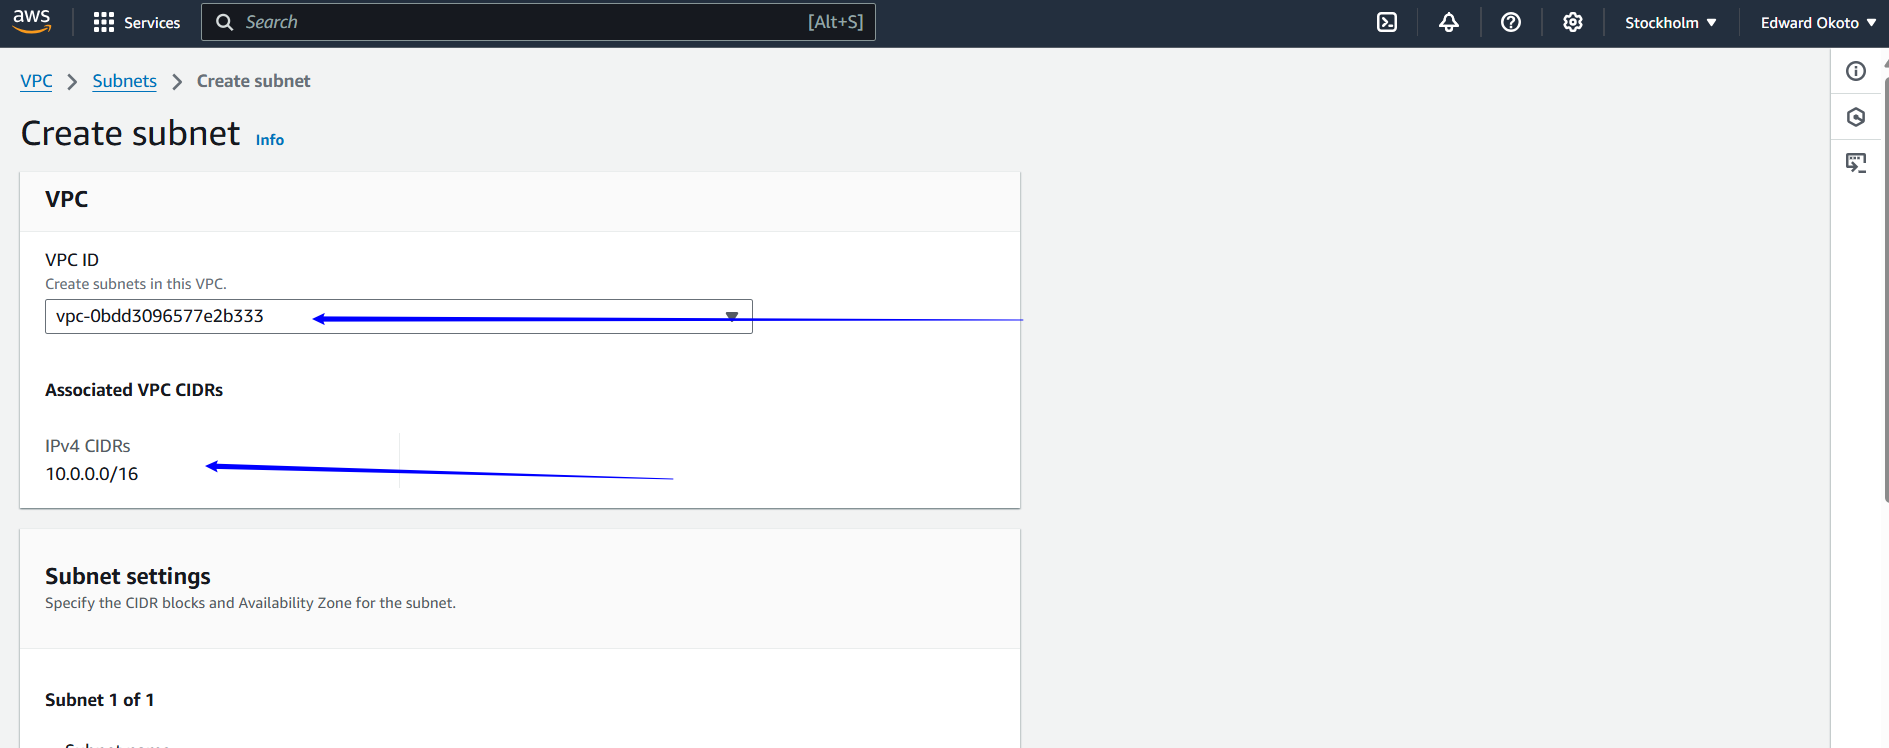 aws
Services
Search
[Alt+S]
Stockholm
Edward Okoto
VPC
Subnets
Create subnet
Create subnet
Info
VPC
VPC ID
Create subnets in this VPC.
vpc-0bdd3096577e2b333
Associated VPC CIDRs
IPv4 CIDRs
10.0.0.0/16
Subnet settings
Specify the CIDR blocks and Availability Zone for the subnet.
Subnet 1 of 1